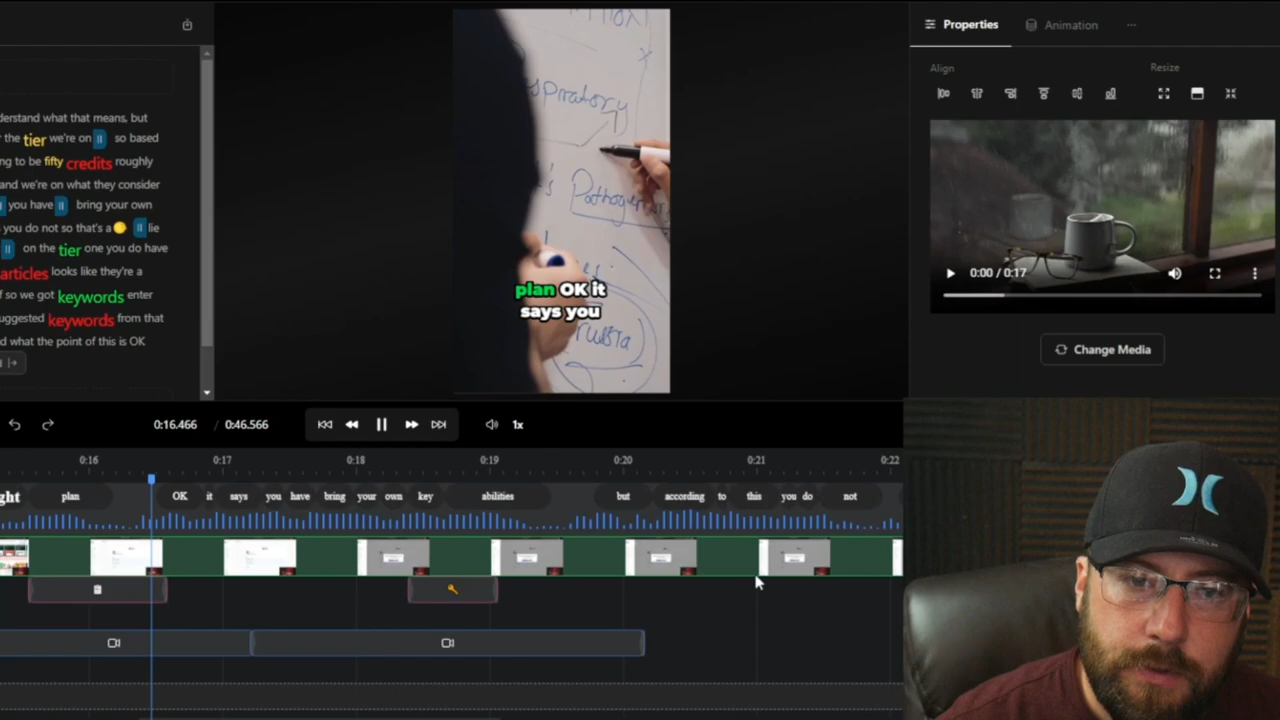 derstand what that means, but
r the tier we're on so based
ng to be fifty credits roughly
and we're on what they consider
you have bring your own
you do not so that's a lie
on the tier one you do have
articles looks like they're a
f so we got keywords enter
uggested keywords from that
d what the point of this is OK
spiratory
's Pathogen
plan OK it
says you
Properties
Animation
Align
Resize
0:00 / 0:17
Change Media
0:16.466 / 0:46.566
1x
0:16 0:17 0:18 0:19 0:20 0:21 0:22
ght plan OK it says you have bring your own key abilities but according to this you do not